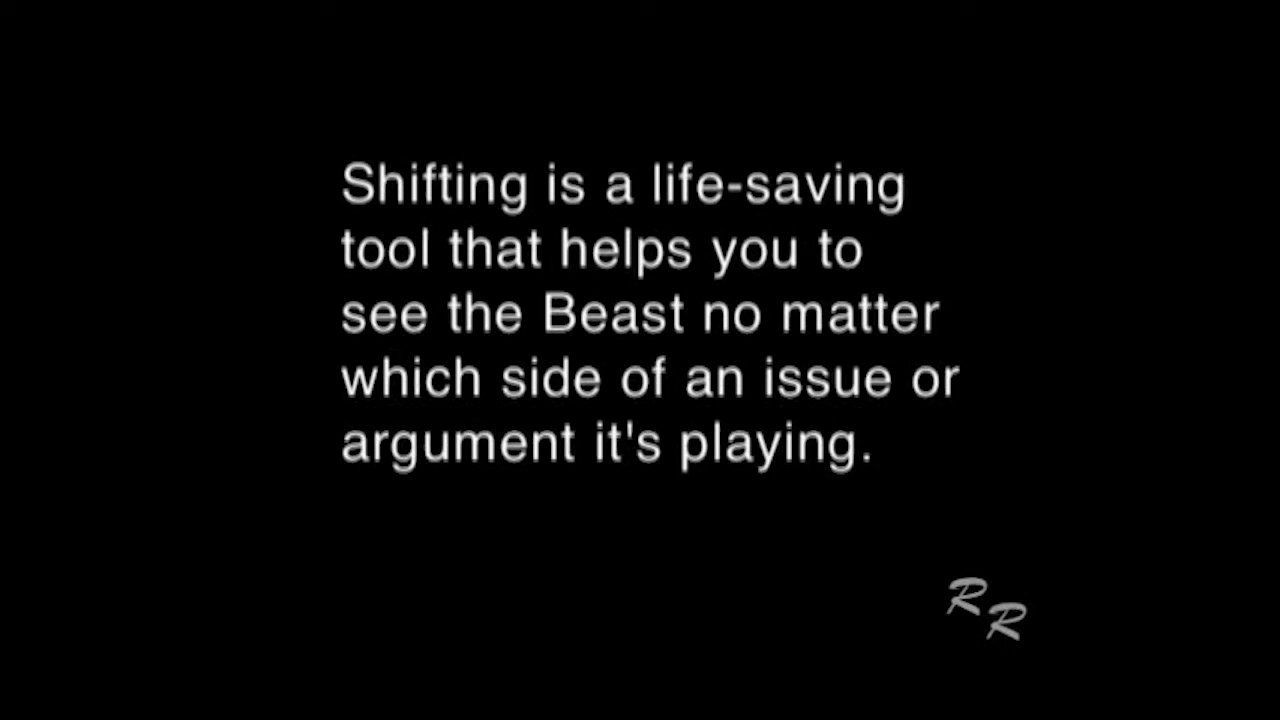 Shifting is a life-saving
tool that helps you to
see the Beast no matter
which side of an issue or
argument it's playing.
R
R